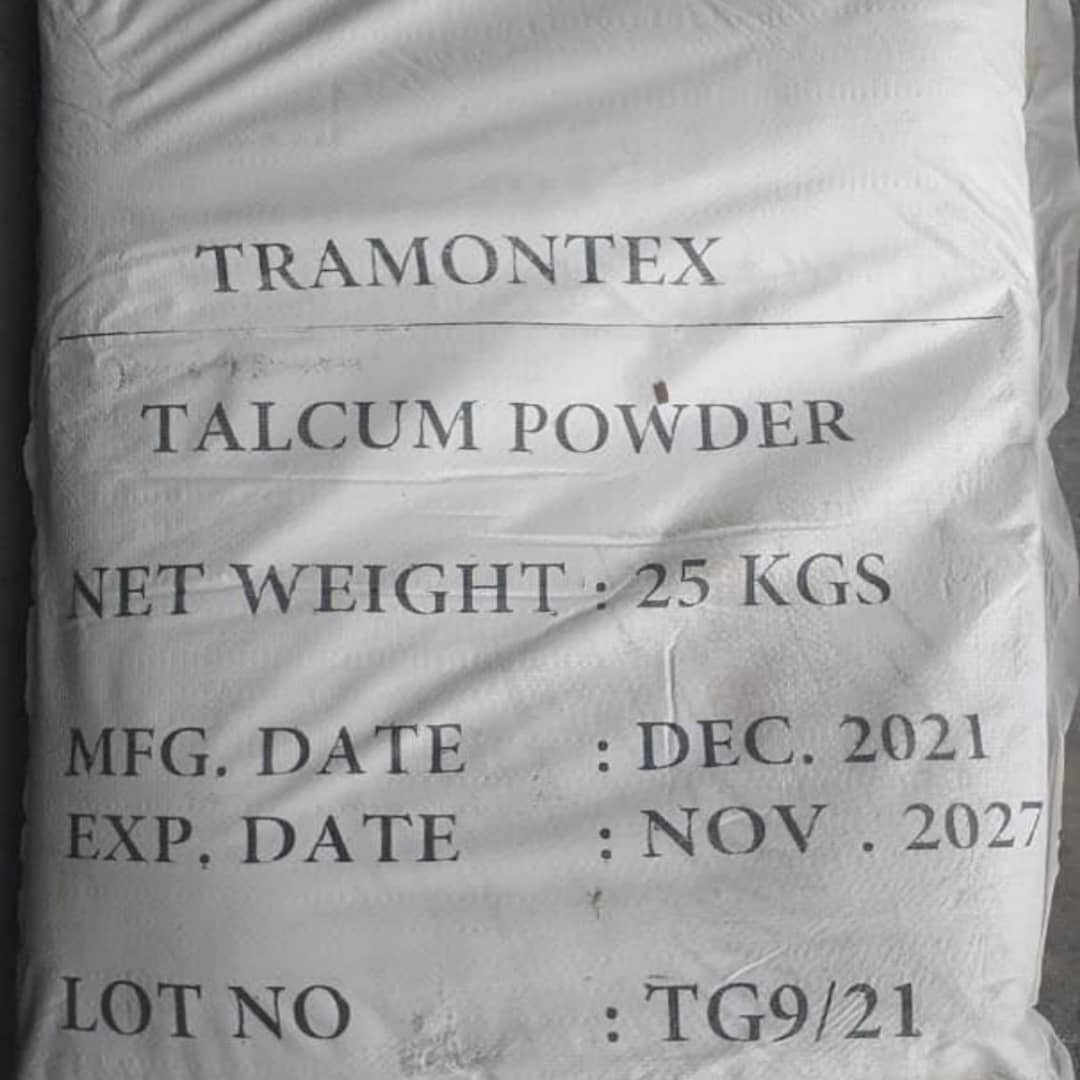 TRAMONTEX
TALCUM POWDER
NET WEIGHT : 25 KGS
MFG. DATE : DEC. 2021
EXP. DATE : NOV . 2027
LOT NO : TG9/21